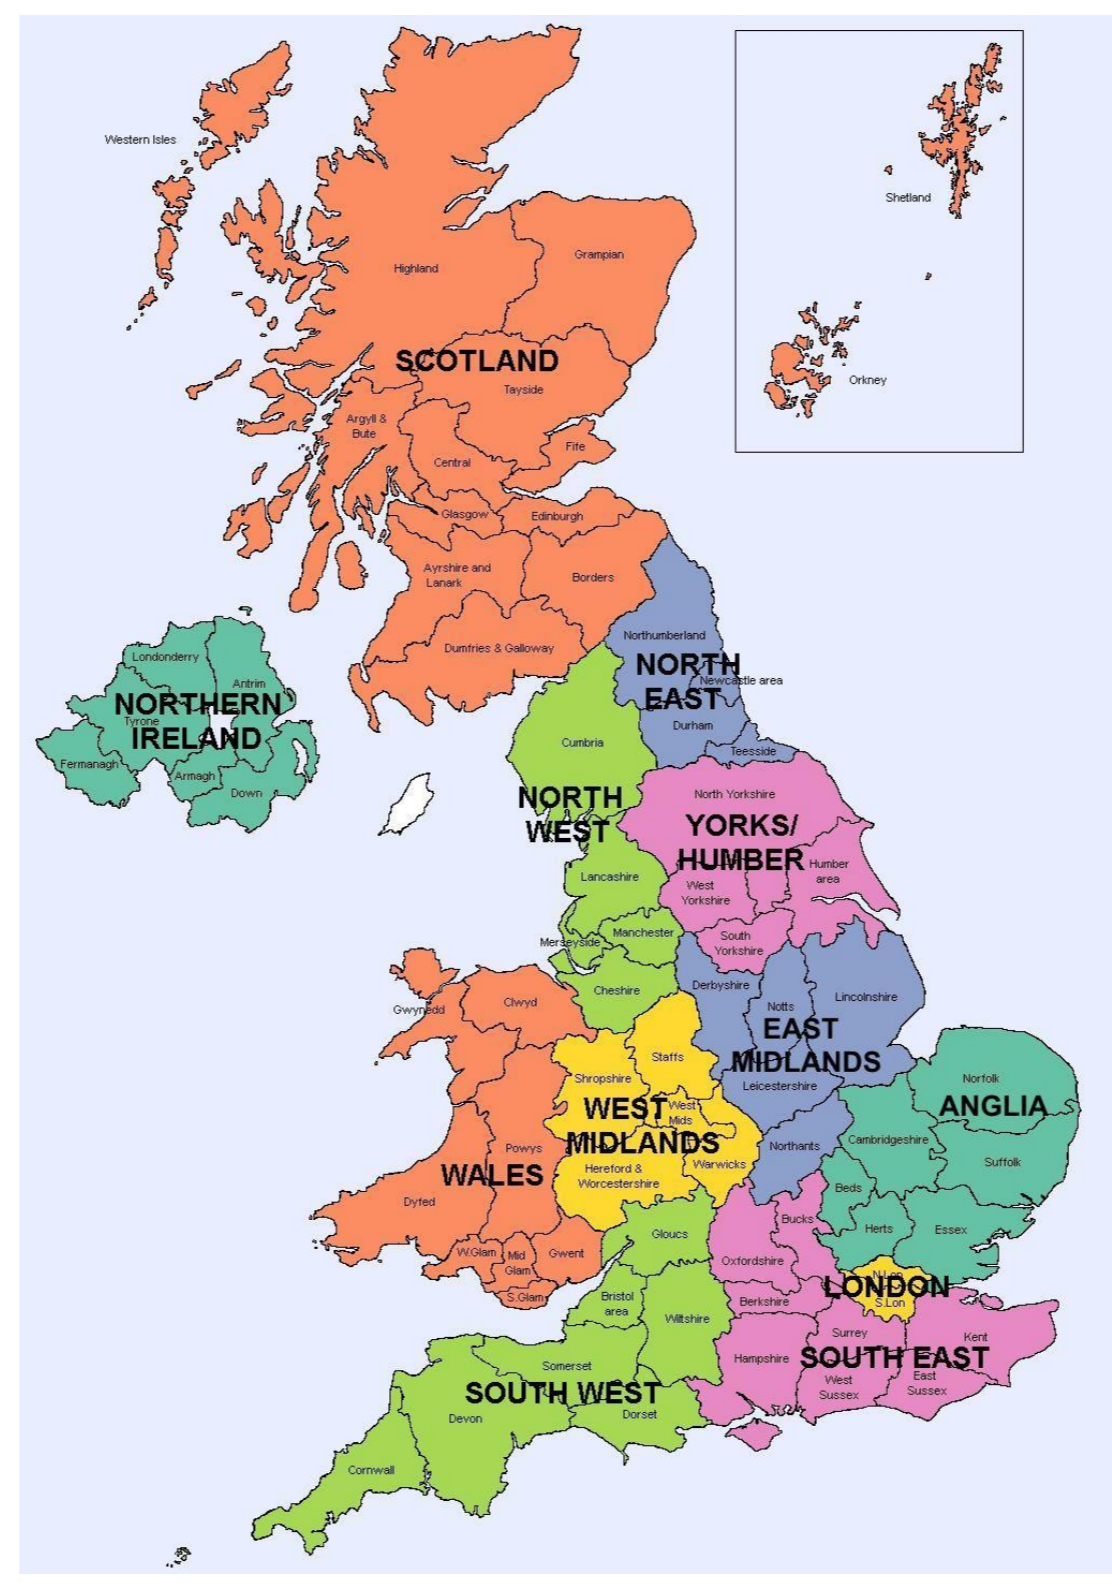 Western Isles
Shetland
Orkney
Highland
Grampian
SCOTLAND
Tayside
Argyll &
Bute
Central
Fife
Glasgow
Edinburgh
Ayrshire and
Lanark
Borders
Dumfries & Galloway
Londonderry
Antrim
NORTHERN
IRELAND
Tyrone
Fermanagh
Armagh
Down
Northumberland
NORTH
EAST
Newcastle area
Durham
Teesside
Cumbria
NORTH
WEST
Lancashire
Merseyside
Manchester
Cheshire
North Yorkshire
YORKS/
HUMBER
Humber
area
West
Yorkshire
South
Yorkshire
Derbyshire
Notts
Lincolnshire
EAST
MIDLANDS
Leicestershire
Northants
Gwynedd
Clwyd
Powys
WALES
Dyfed
W.Glam
Mid
Glam
S.Glam
Gwent
Staffs
Shropshire
WEST
MIDLANDS
West
Mids
Hereford &
Worcestershire
Warwicks
Norfolk
ANGLIA
Cambridgeshire
Suffolk
Beds
Herts
Essex
Gloucs
Bristol
area
Wiltshire
Somerset
SOUTH WEST
Devon
Dorset
Cornwall
Bucks
Oxfordshire
Berkshire
N.Lon
LONDON
S.Lon
Surrey
Kent
Hampshire
SOUTH EAST
West
Sussex
East
Sussex